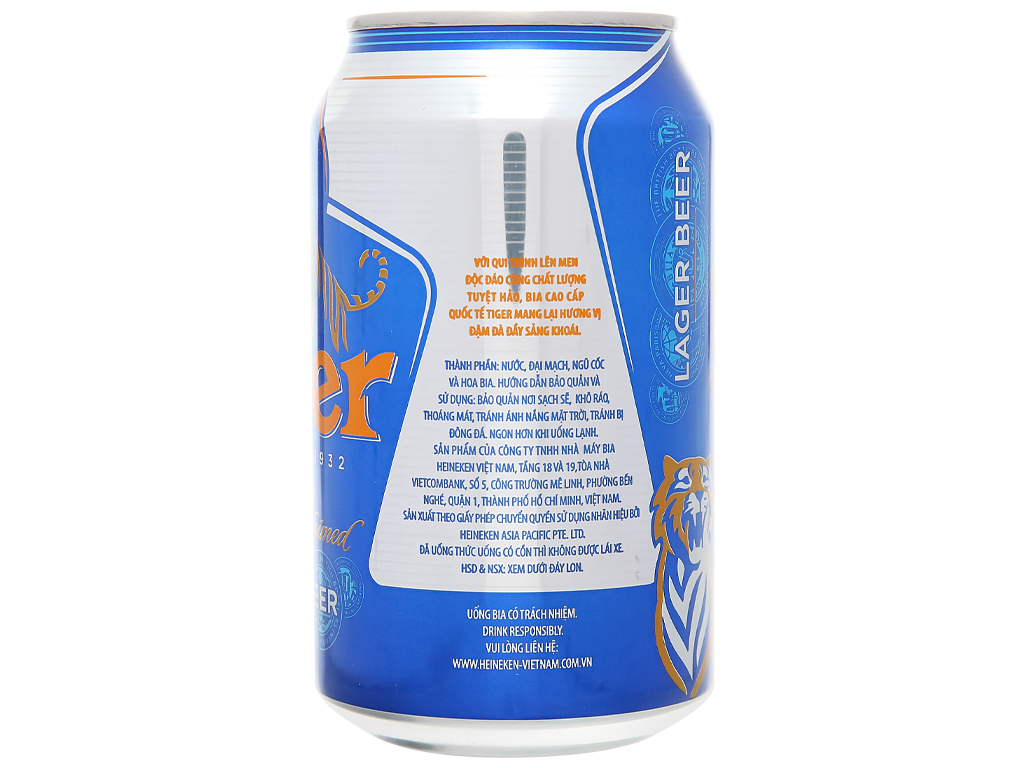 VỚI QUI TRÌNH LÊN MEN
ĐỘC ĐÁO CÙNG CHẤT LƯỢNG
TUYỆT HẢO, BIA CAO CẤP
QUỐC TẾ TIGER MANG LẠI HƯƠNG VỊ
ĐẬM ĐÀ ĐẦY SẢNG KHOÁI.
THÀNH PHẦN: NƯỚC, ĐẠI MẠCH, NGŨ CỐC
VÀ HOA BIA. HƯỚNG DẪN BẢO QUẢN VÀ
SỬ DỤNG: BẢO QUẢN NƠI SẠCH SẼ, KHÔ RÁO,
THOÁNG MÁT, TRÁNH ÁNH NẮNG MẶT TRỜI, TRÁNH BỊ
ĐÔNG ĐÁ. NGON HƠN KHI UỐNG LẠNH.
SẢN PHẨM CỦA CÔNG TY TNHH NHÀ MÁY BIA
HEINEKEN VIỆT NAM, TẦNG 18 VÀ 19, TÒA NHÀ
VIETCOMBANK, SỐ 5, CÔNG TRƯỜNG MÊ LINH, PHƯỜNG BẾN
NGHÉ, QUẬN 1, THÀNH PHỐ HỒ CHÍ MINH, VIỆT NAM.
SẢN XUẤT THEO GIẤY PHÉP CHUYỂN QUYỀN SỬ DỤNG NHÃN HIỆU BỞI
HEINEKEN ASIA PACIFIC PTE. LTD.
ĐÃ UỐNG THỨC UỐNG CÓ CỒN THÌ KHÔNG ĐƯỢC LÁI XE.
HSD & NSX: XEM DƯỚI ĐÁY LON.
UỐNG BIA CÓ TRÁCH NHIỆM.
DRINK RESPONSIBLY.
VUI LÒNG LIÊN HỆ:
WWW.HEINEKEN-VIETNAM.COM.VN
er
932
ER
LAGER BEER